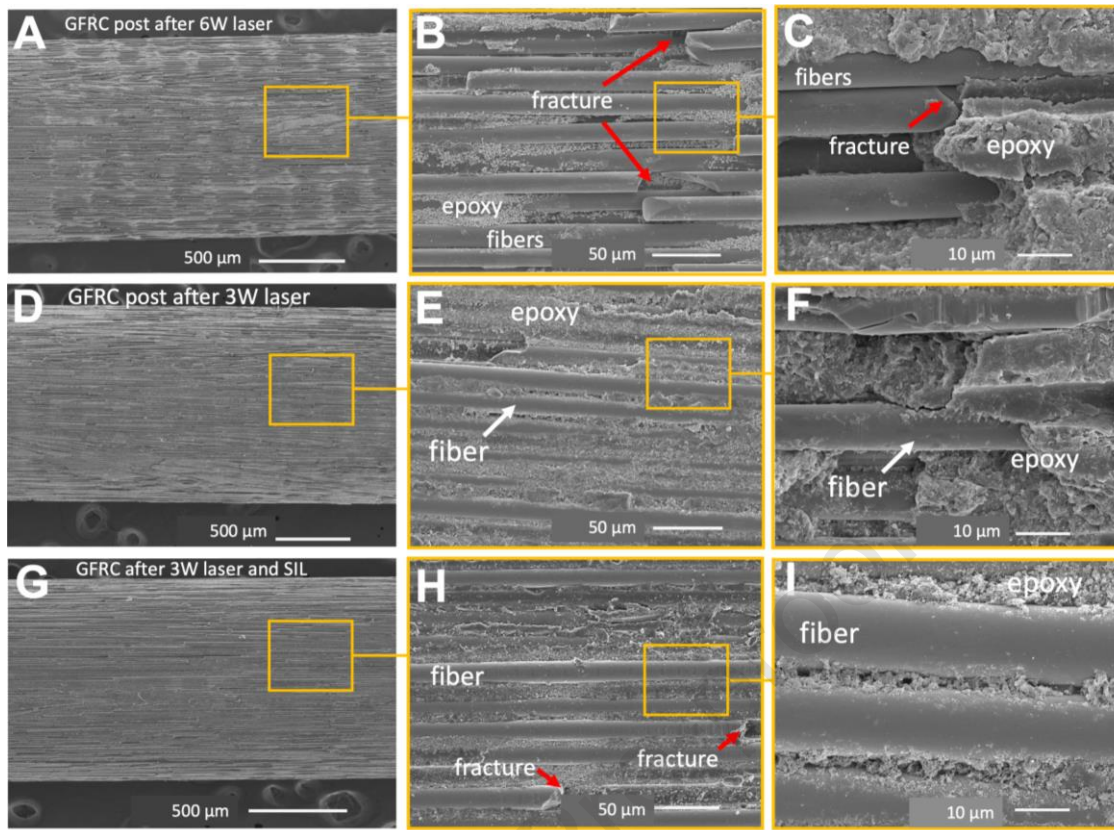 A
GFRC post after 6W laser
500 µm
B
fracture
epoxy
fibers
50 µm
C
fibers
fracture
epoxy
10 µm
D
GFRC post after 3W laser
500 µm
E
epoxy
fiber
50 µm
F
fiber
epoxy
10 µm
G
GFRC after 3W laser and SIL
500 µm
H
fiber
fracture
fracture
50 µm
I
epoxy
fiber
10 µm